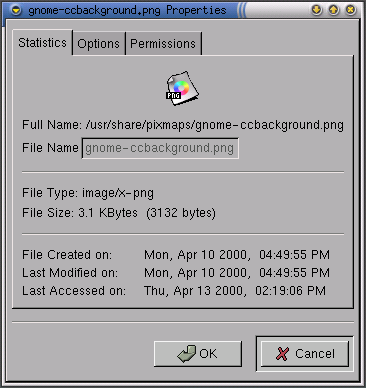 gnome-ccbackground.png Properties
Statistics Options Permissions
PNG
Full Name: /usr/share/pixmaps/gnome-ccbackground.png
File Name gnome-ccbackground.png
File Type: image/x-png
File Size: 3.1 KBytes (3132 bytes)
File Created on: Mon, Apr 10 2000, 04:49:55 PM
Last Modified on: Mon, Apr 10 2000, 04:49:55 PM
Last Accessed on: Thu, Apr 13 2000, 02:19:06 PM
OK Cancel